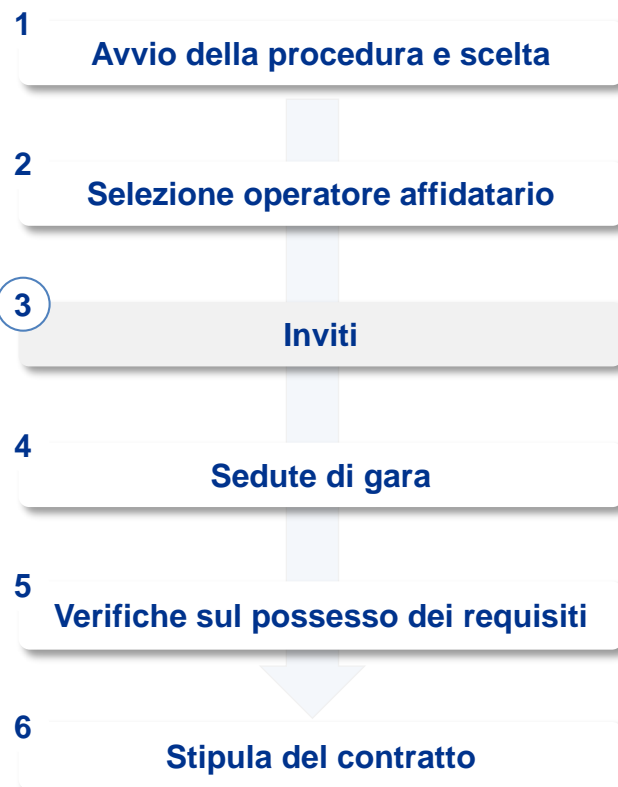 1
Avvio della procedura e scelta
2
Selezione operatore affidatario
3
Inviti
4
Sedute di gara
5
Verifiche sul possesso dei requisiti
6
Stipula del contratto